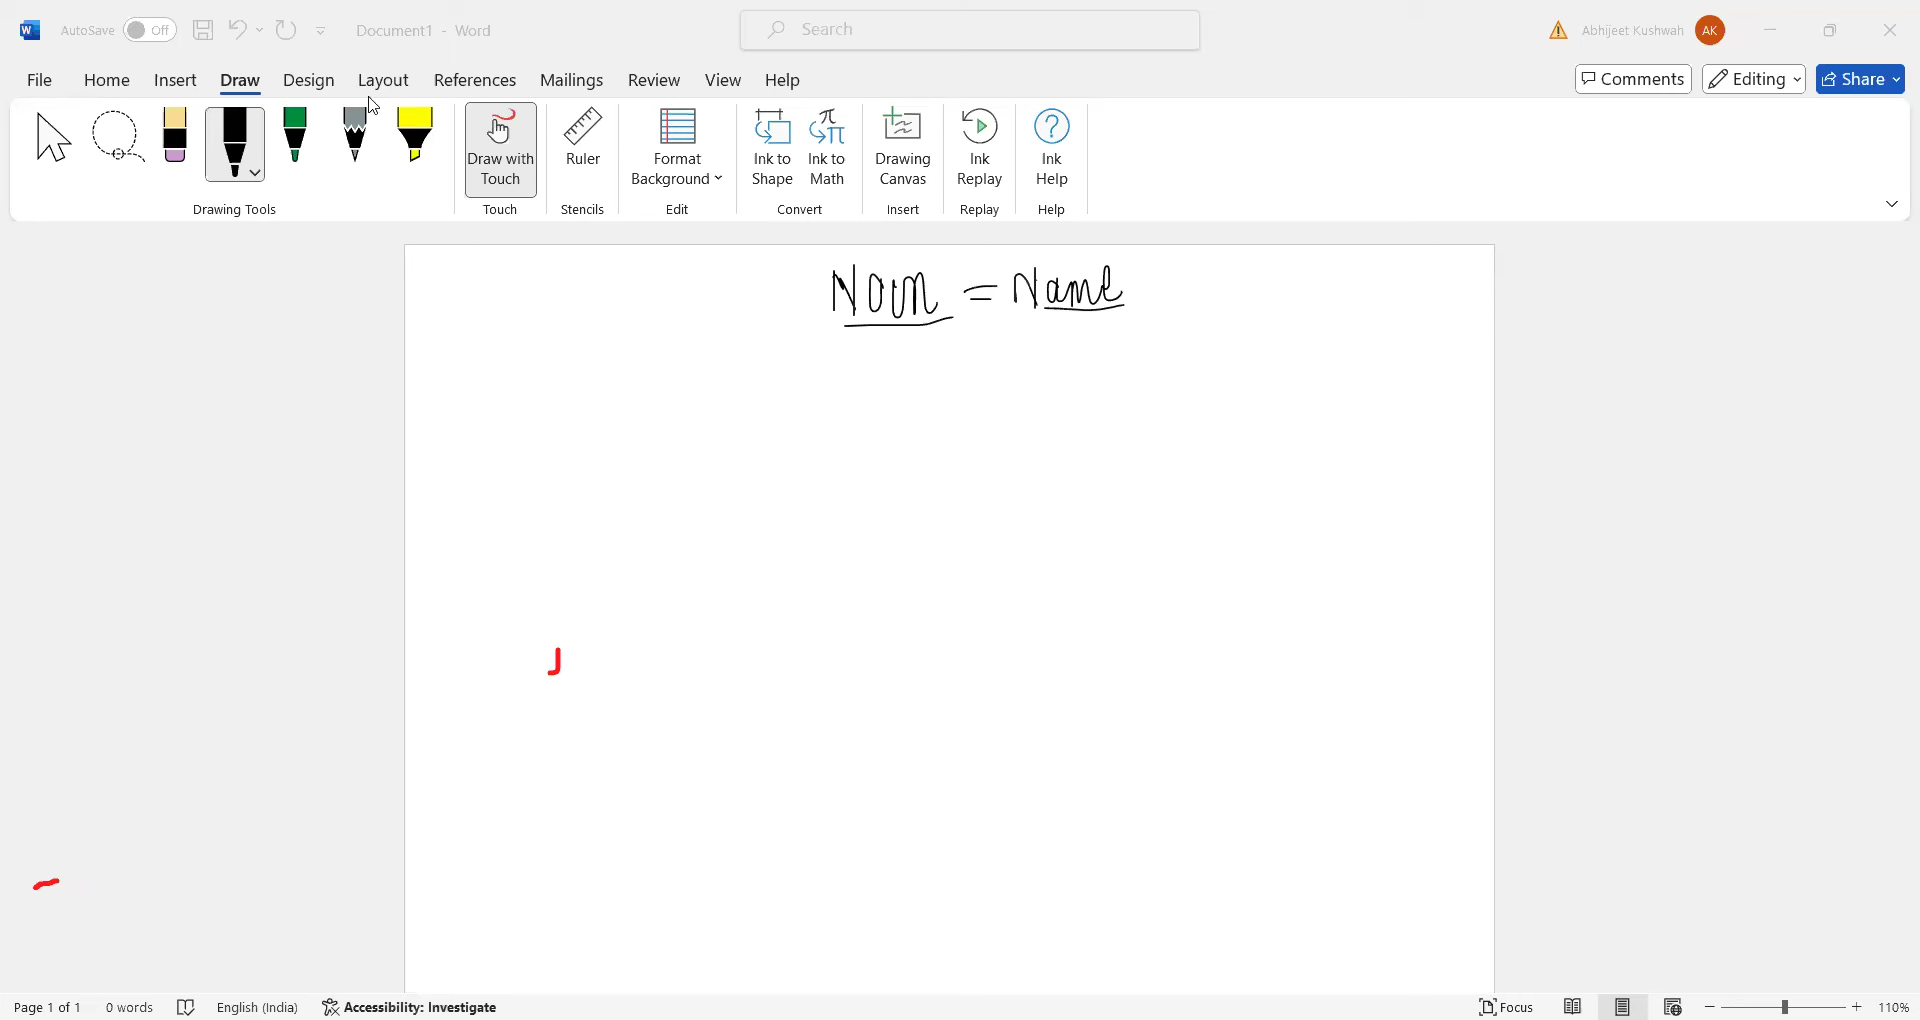 AutoSave Off Document1 - Word Search Abhijeet Kushwah AK
File Home Insert Draw Design Layout References Mailings Review View Help Comments Editing Share
Draw with Touch Ruler Format Background Ink to Shape Ink to Math Drawing Canvas Ink Replay Ink Help
Drawing Tools Touch Stencils Edit Convert Insert Replay Help
Noun = Name
J
Page 1 of 1 0 words English (India) Accessibility: Investigate Focus 110%